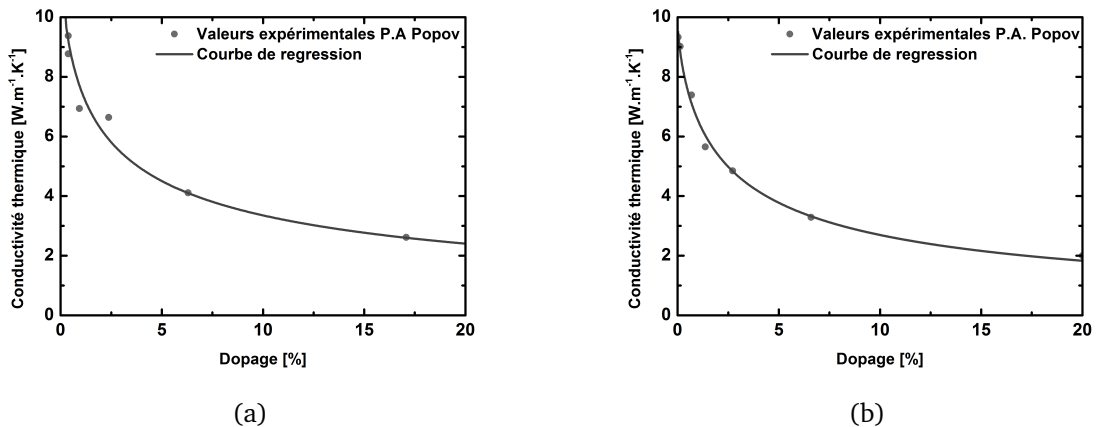 10
8
6
4
2
0
Conductivité thermique [W.m⁻¹.K⁻¹]
Valeurs expérimentales P.A Popov
Courbe de regression
0 5 10 15 20
Dopage [%]
(a)
10
8
6
4
2
0
Conductivité thermique [W.m⁻¹.K⁻¹]
Valeurs expérimentales P.A. Popov
Courbe de regression
0 5 10 15 20
Dopage [%]
(b)